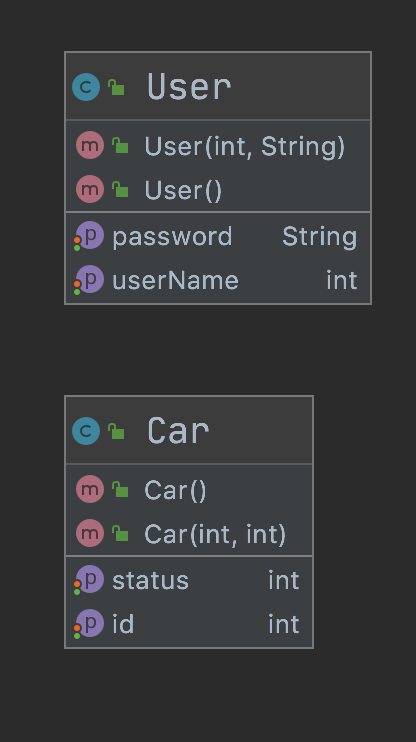 C User
m User(int, String)
m User()
p password String
p userName int
C Car
m Car()
m Car(int, int)
p status int
p id int